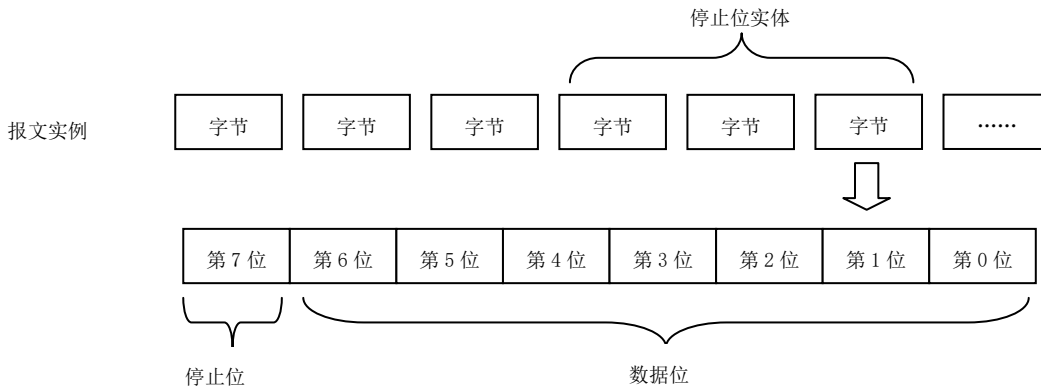 停止位实体
报文实例 字节 字节 字节 字节 字节 字节 ……
第7位 第6位 第5位 第4位 第3位 第2位 第1位 第0位
停止位 数据位